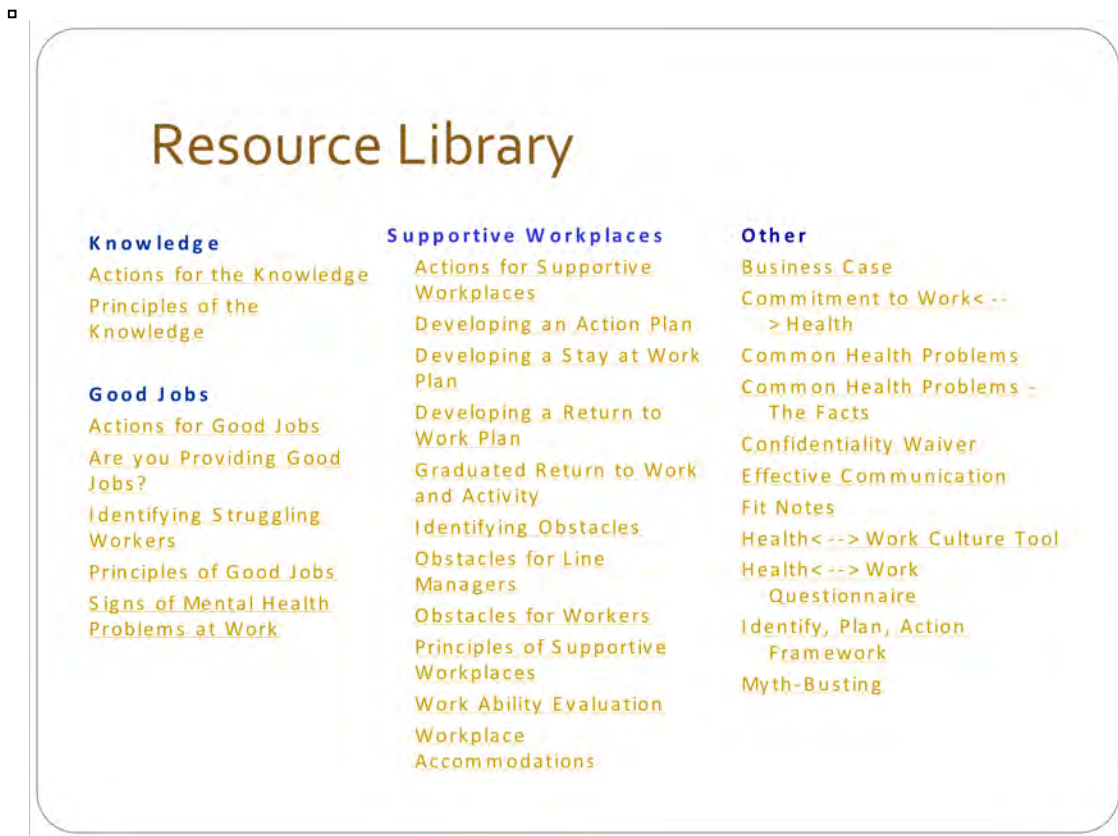 Resource Library
Knowledge
Actions for the Knowledge
Principles of the
Knowledge
Good Jobs
Actions for Good Jobs
Are you Providing Good
Jobs?
Identifying Struggling
Workers
Principles of Good Jobs
Signs of Mental Health
Problems at Work
Supportive Workplaces
Actions for Supportive
Workplaces
Developing an Action Plan
Developing a Stay at Work
Plan
Developing a Return to
Work Plan
Graduated Return to Work
and Activity
Identifying Obstacles
Obstacles for Line
Managers
Obstacles for Workers
Principles of Supportive
Workplaces
Work Ability Evaluation
Workplace
Accommodations
Other
Business Case
Commitment to Work< --
> Health
Common Health Problems
Common Health Problems -
The Facts
Confidentiality Waiver
Effective Communication
Fit Notes
Health< --> Work Culture Tool
Health< --> Work
Questionnaire
Identify, Plan, Action
Framework
Myth-Busting